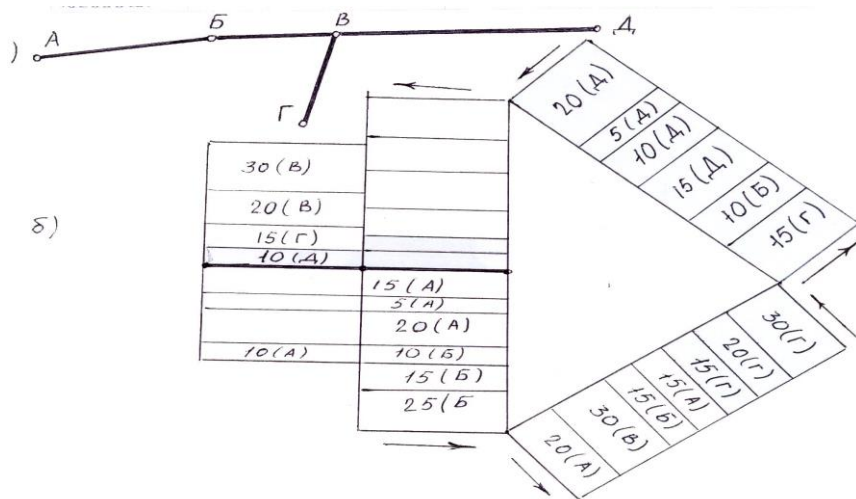 А Б В Д
)
Г
б)
30(В)
20(В)
15(Г)
10(Д)
10(А)
15(А)
5(А)
20(А)
10(Б)
15(Б)
25(Б
20(Д)
5(Д)
10(Д)
15(Д)
10(Б)
15(Г)
20(А)
30(В)
15(Б)
15(А)
15(Г)
20(Г)
30(Г)